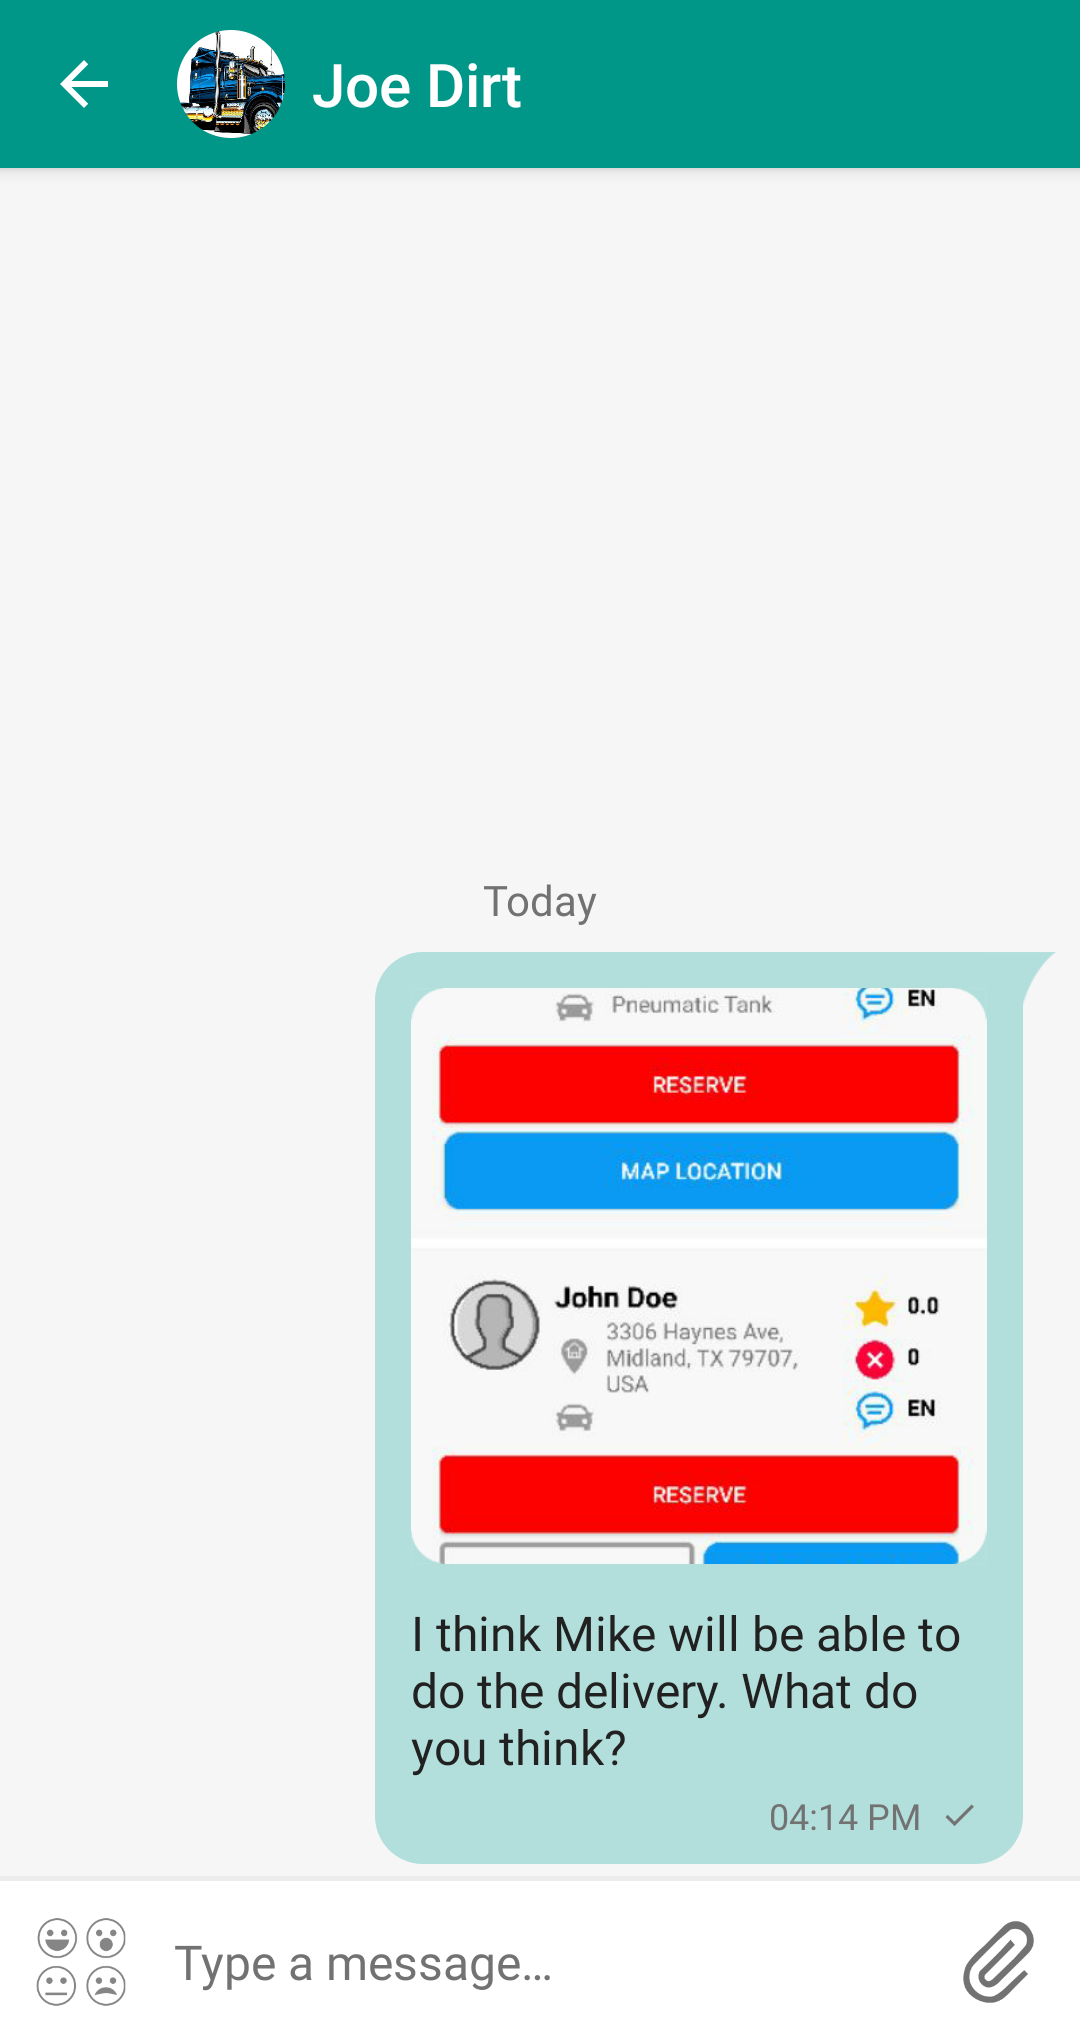 Joe Dirt
Today
Pneumatic Tank
EN
RESERVE
MAP LOCATION
John Doe
0.0
3306 Haynes Ave,
Midland, TX 79707,
USA
0
EN
RESERVE
I think Mike will be able to
do the delivery. What do
you think?
04:14 PM
Type a message...